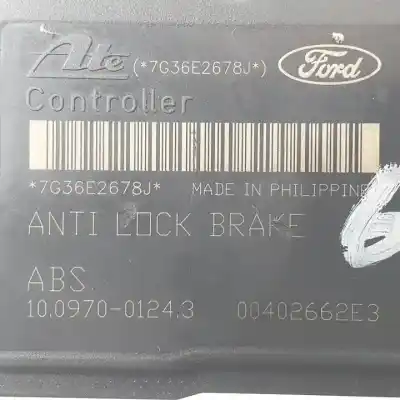 Ate (*7G36E2678J*) Ford
Controller
*7G36E2678J* MADE IN PHILIPPINE
ANTI LOCK BRAKE
ABS
10.0970-0124.3 00402662E3